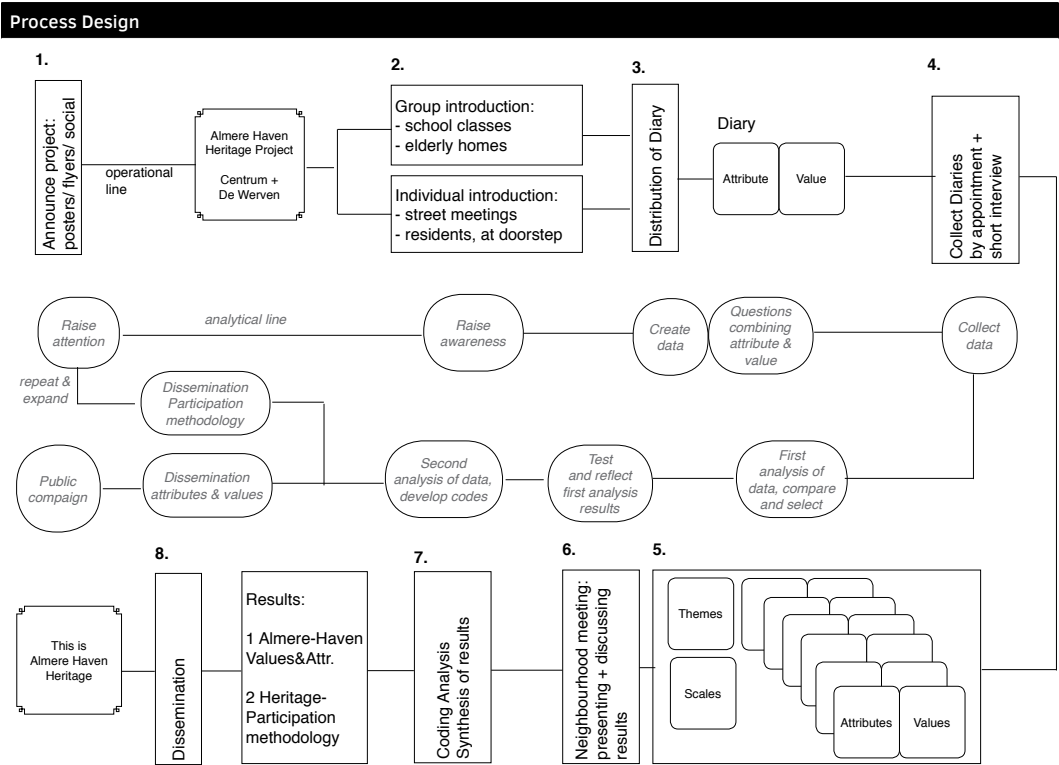 Process Design
1.
Announce project:
posters/ flyers/ social
operational
line
Almere Haven
Heritage Project
Centrum +
De Werven
2.
Group introduction:
- school classes
- elderly homes
Individual introduction:
- street meetings
- residents, at doorstep
3.
Distribution of Diary
Diary
Attribute
Value
4.
Collect Diaries
by appointment +
short interview
Raise
attention
analytical line
Raise
awareness
Create
data
Questions
combining
attribute &
value
Collect
data
repeat &
expand
Dissemination
Participation
methodology
Public
compaign
Dissemination
attributes & values
Second
analysis of data,
develop codes
Test
and reflect
first analysis
results
First
analysis of
data, compare
and select
This is
Almere Haven
Heritage
8.
Dissemination
Results:
1 Almere-Haven
Values&Attr.
2 Heritage-
Participation
methodology
7.
Coding Analysis
Synthesis of results
6.
Neighbourhood meeting:
presenting + discussing
results
5.
Themes
Scales
Attributes
Values